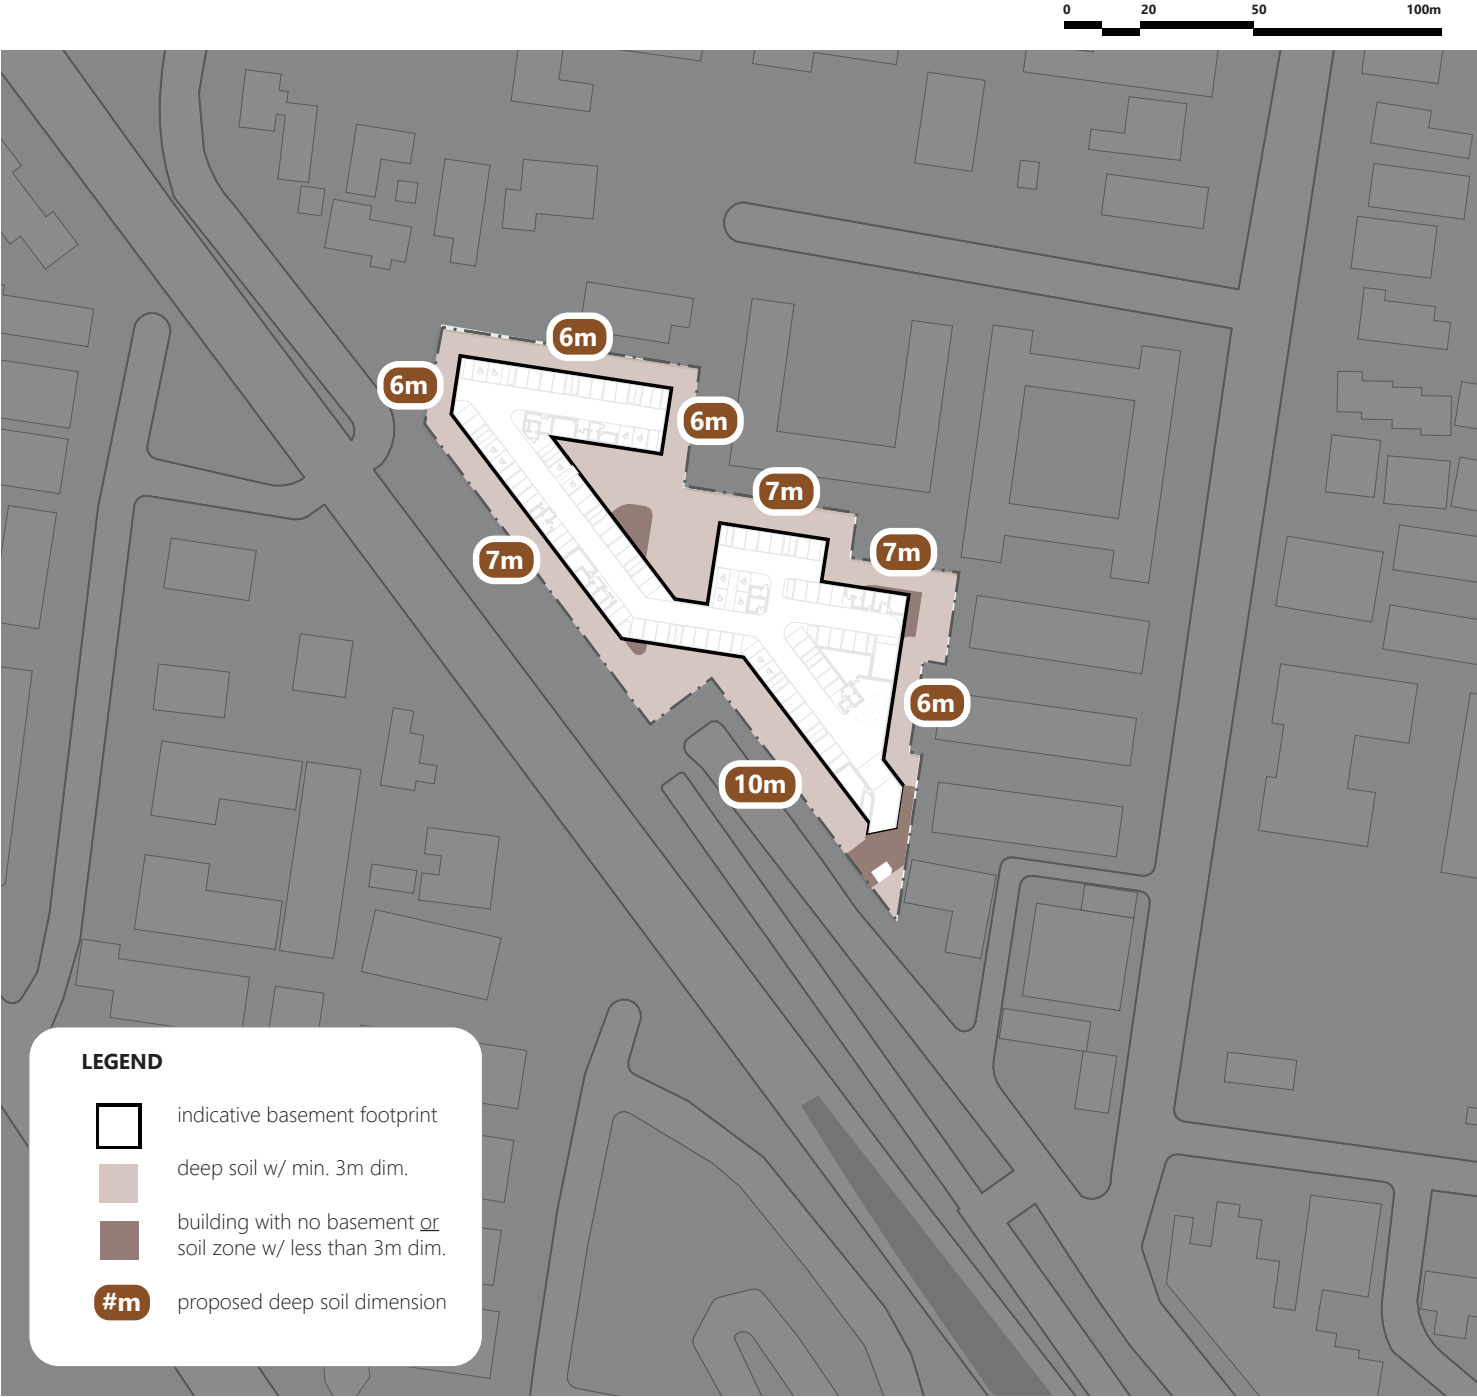 0 20 50 100m
6m
6m
6m
7m
7m
7m
6m
10m
LEGEND
indicative basement footprint
deep soil w/ min. 3m dim.
building with no basement or
soil zone w/ less than 3m dim.
#m proposed deep soil dimension